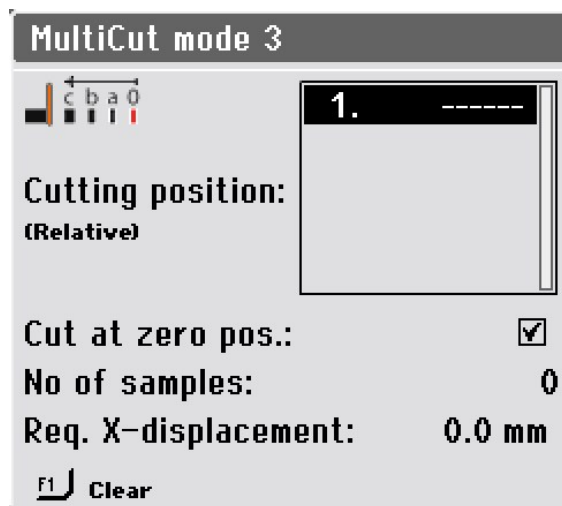 MultiCut mode 3
c b a 0
1. ------
Cutting position:
(Relative)
Cut at zero pos.:
No of samples: 0
Req. X-displacement: 0.0 mm
F1 Clear